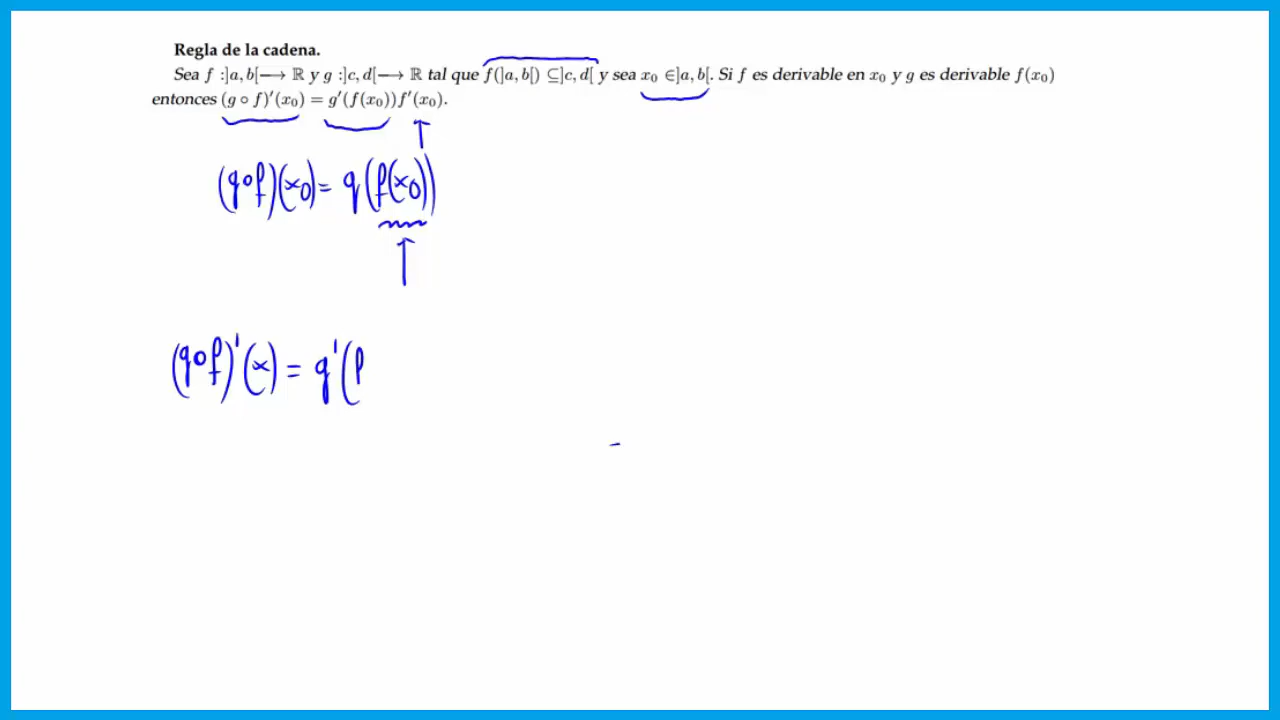 Regla de la cadena.
Sea f :]a, b[⟶ ℝ y g :]c, d[⟶ ℝ tal que f(]a, b[) ⊆]c, d[ y sea x₀ ∈]a, b[. Si f es derivable en x₀ y g es derivable f(x₀)
entonces (g ∘ f)′(x₀) = g′(f(x₀))f′(x₀).
(g∘f)(x₀) = g(f(x₀))
(g∘f)'(x) = g'(f